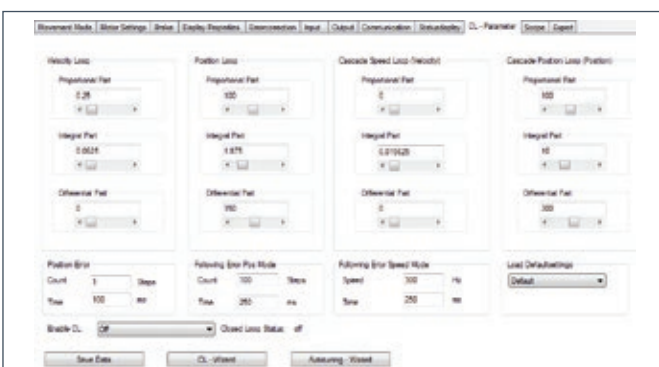 Movement Mode Motor Settings Brake Display Properties Errorcorrection Input Output Communication Statusdisplay CL - Parameter Scope Expert
Velocity Loop Position Loop Cascade Speed Loop (Velocity) Cascade Position Loop (Position)
Proportional Part Proportional Part Proportional Part Proportional Part
0.25 100 0 100
Integral Part Integral Part Integral Part Integral Part
1.875 10
Differential Part Differential Part Differential Part Differential Part
0 350 0 300
Position Error Following Error Pos Mode Following Error Speed Mode Load Defaultsettings
Count Steps Count 100 Steps Speed 300 Hz Default
Time 100 ms Time 250 ms Time 250 ms
Enable CL Off Closed Loop Status: off
Save Data CL - Wizard Autotuning - Wizard